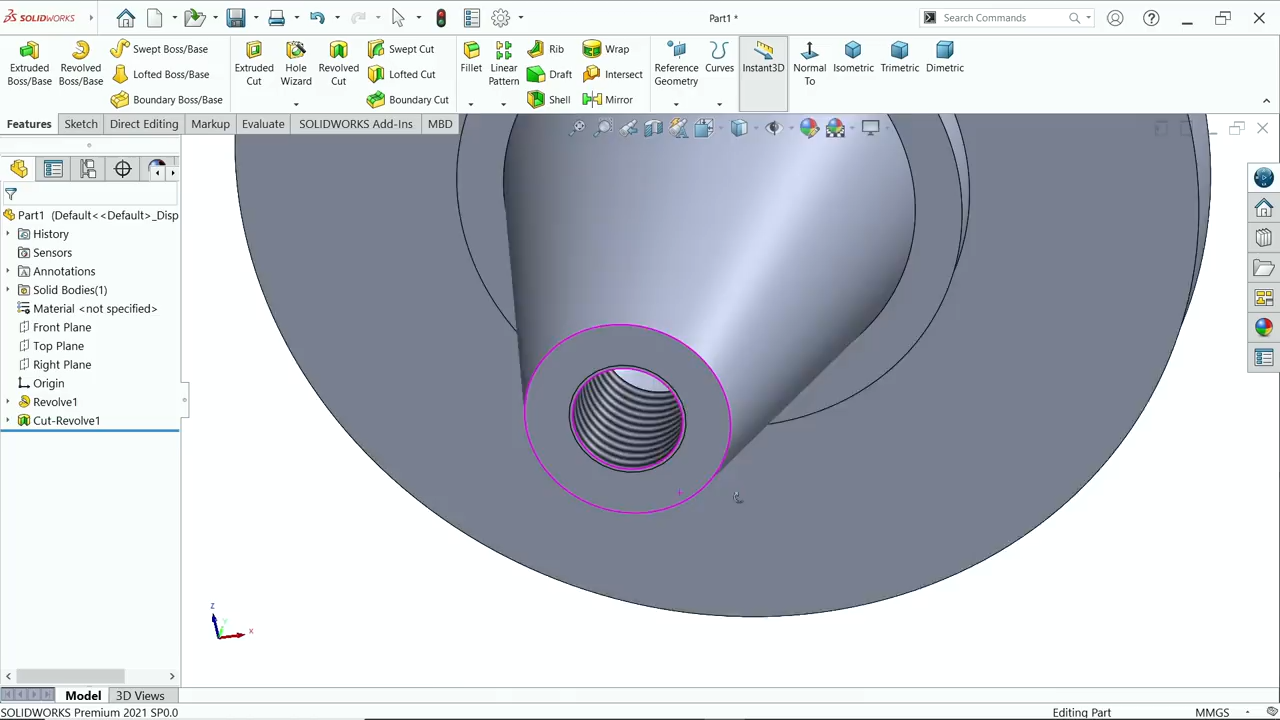 SOLIDWORKS
Part1 *
Search Commands
Extruded Boss/Base
Revolved Boss/Base
Swept Boss/Base
Lofted Boss/Base
Boundary Boss/Base
Extruded Cut
Hole Wizard
Revolved Cut
Swept Cut
Lofted Cut
Boundary Cut
Fillet
Linear Pattern
Rib
Draft
Shell
Wrap
Intersect
Mirror
Reference Geometry
Curves
Instant3D
Normal To
Isometric
Trimetric
Dimetric
Features
Sketch
Direct Editing
Markup
Evaluate
SOLIDWORKS Add-Ins
MBD
Part1 (Default<<Default>_Disp
History
Sensors
Annotations
Solid Bodies(1)
Material <not specified>
Front Plane
Top Plane
Right Plane
Origin
Revolve1
Cut-Revolve1
Z
Y
X
Model
3D Views
SOLIDWORKS Premium 2021 SP0.0
Editing Part
MMGS